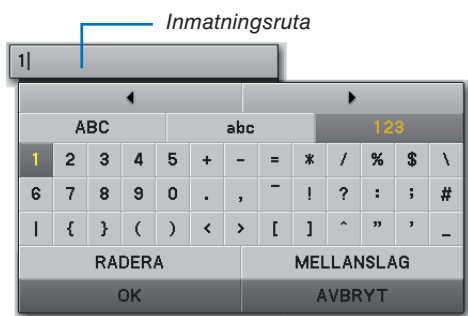 Inmatningsruta
1|
◀ ▶
ABC abc 123
1 2 3 4 5 + - = * / % $ \
6 7 8 9 0 . , ¯ ! ? : ; #
| { } ( ) < > [ ] ^ " ' _
RADERA MELLANSLAG
OK AVBRYT